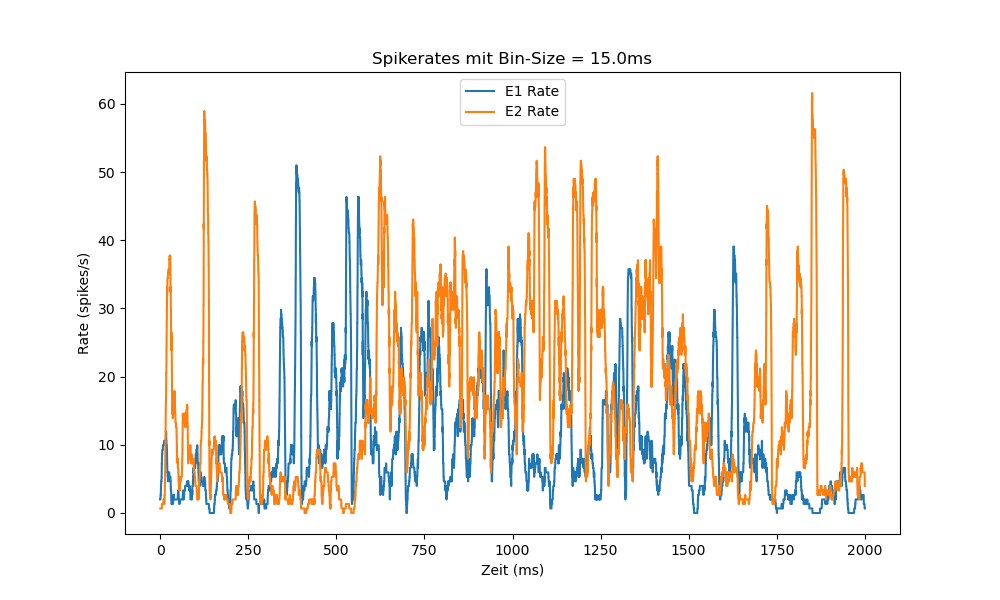 Spikerates mit Bin-Size = 15.0ms
E1 Rate
E2 Rate
60
50
40
30
20
10
0
Rate (spikes/s)
0 250 500 750 1000 1250 1500 1750 2000
Zeit (ms)